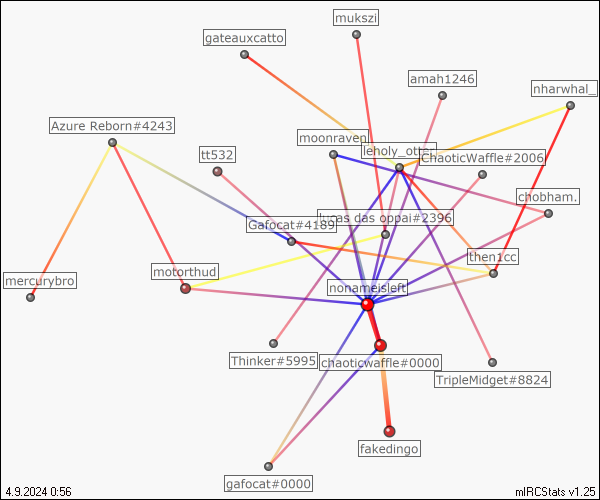 mukszi
gateauxcatto
amah1246
nharwhal_
Azure Reborn#4243
moonraven
leholy_otter
tt532
ChaoticWaffle#2006
chobham.
lucas das oppai#2396
Gafocat#4189
then1cc
motorthud
mercurybro
nonameisleft
Thinker#5995
chaoticwaffle#0000
TripleMidget#8824
fakedingo
gafocat#0000
4.9.2024 0:56
mIRCStats v1.25